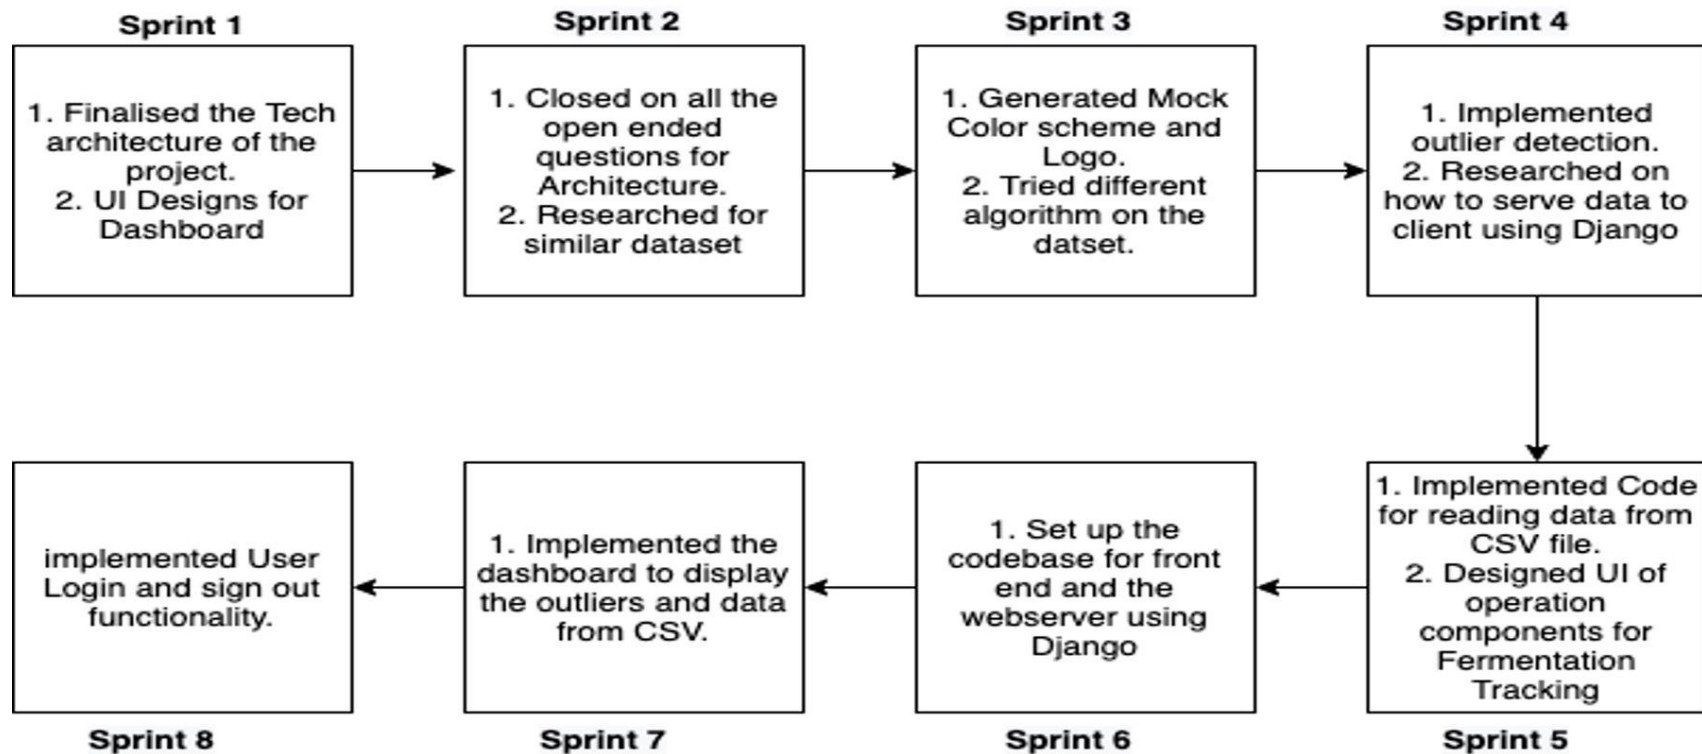 Sprint 1
1. Finalised the Tech
architecture of the
project.
2. UI Designs for
Dashboard
Sprint 2
1. Closed on all the
open ended
questions for
Architecture.
2. Researched for
similar dataset
Sprint 3
1. Generated Mock
Color scheme and
Logo.
2. Tried different
algorithm on the
datset.
Sprint 4
1. Implemented
outlier detection.
2. Researched on
how to serve data to
client using Django
1. Implemented Code
for reading data from
CSV file.
2. Designed UI of
operation
components for
Fermentation
Tracking
Sprint 5
1. Set up the
codebase for front
end and the
webserver using
Django
Sprint 6
1. Implemented the
dashboard to display
the outliers and data
from CSV.
Sprint 7
implemented User
Login and sign out
functionality.
Sprint 8